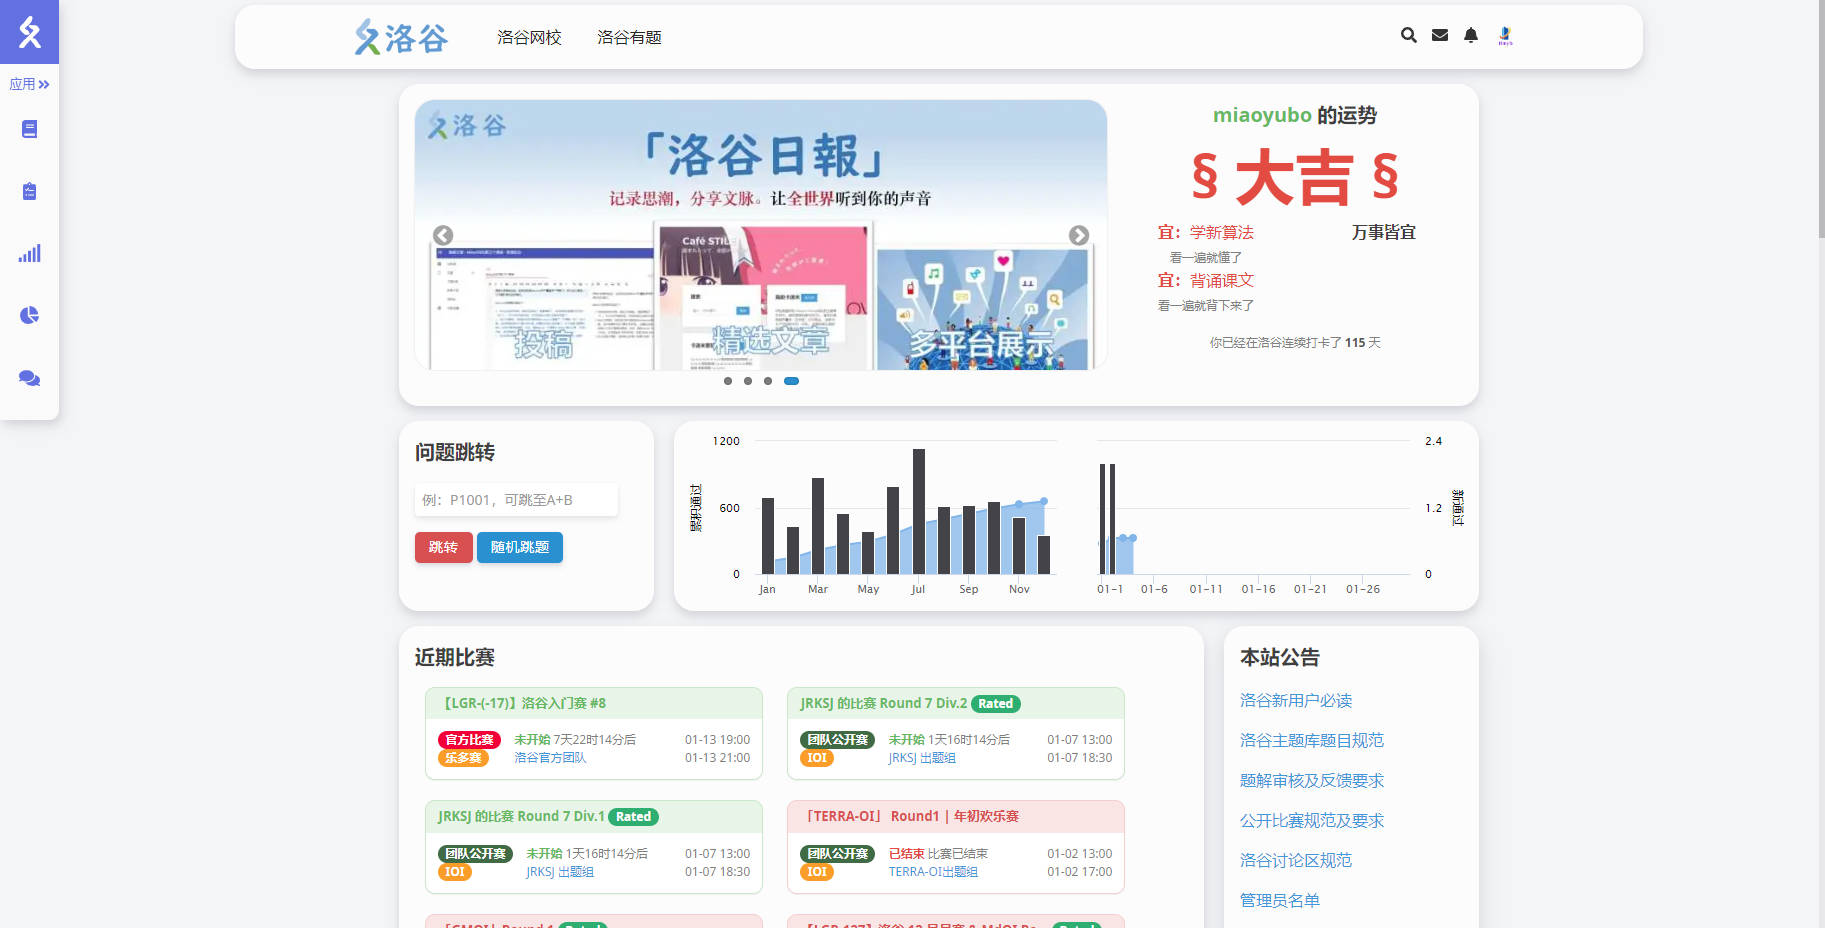 洛谷
洛谷网校
洛谷有题
应用
洛谷
「洛谷日報」
记录思潮，分享文脉。让全世界听到你的声音
Café STILE
投稿
精选文章
多平台展示
miaoyubo 的运势
§ 大吉 §
宜：学新算法
万事皆宜
看一遍就懂了
宜：背诵课文
看一遍就背下来了
你已经在洛谷连续打卡了 115 天
问题跳转
例：P1001，可跳至A+B
跳转
随机跳题
1200
600
0
累积通过
Jan
Mar
May
Jul
Sep
Nov
2.4
1.2
0
新通过
01-1
01-6
01-11
01-16
01-21
01-26
近期比赛
【LGR-(-17)】洛谷入门赛 #8
官方比赛
未开始 7天22时14分后
01-13 19:00
乐多赛
洛谷官方团队
01-13 21:00
JRKSJ 的比赛 Round 7 Div.2 Rated
团队公开赛
未开始 1天16时14分后
01-07 13:00
IOI
JRKSJ 出题组
01-07 18:30
JRKSJ 的比赛 Round 7 Div.1 Rated
团队公开赛
未开始 1天16时14分后
01-07 13:00
IOI
JRKSJ 出题组
01-07 18:30
「TERRA-OI」 Round1 | 年初欢乐赛
团队公开赛
已结束 比赛已结束
01-02 13:00
IOI
TERRA-OI出题组
01-02 17:00
本站公告
洛谷新用户必读
洛谷主题库题目规范
题解审核及反馈要求
公开比赛规范及要求
洛谷讨论区规范
管理员名单